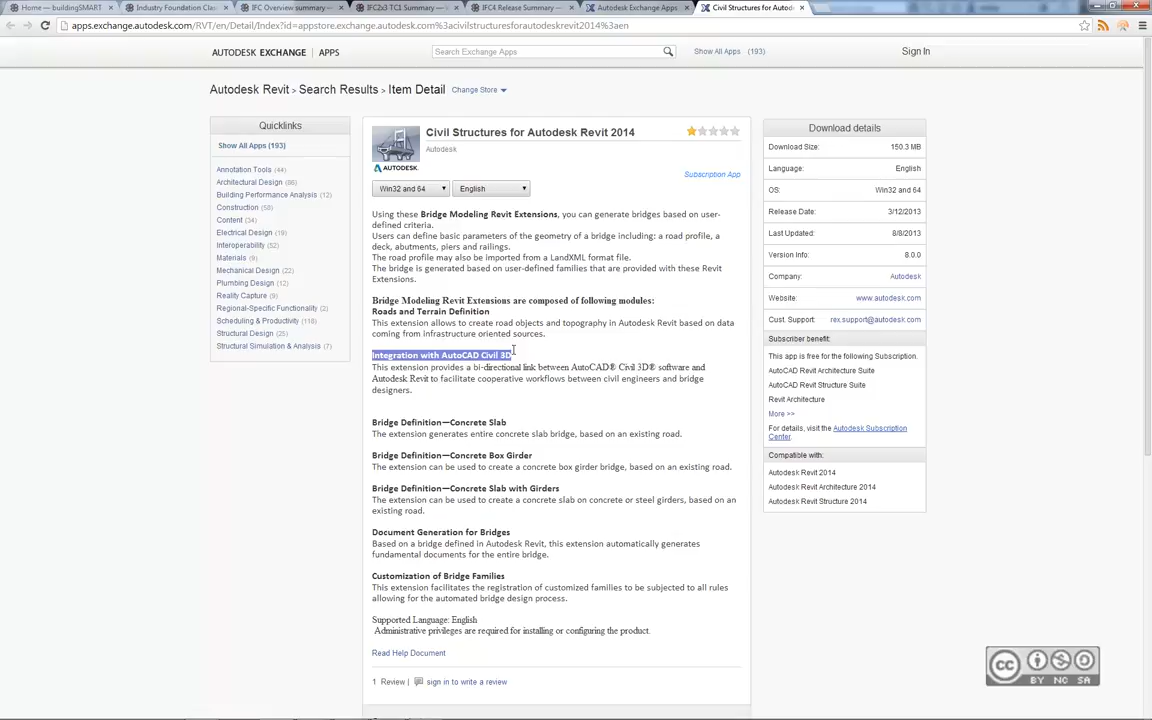 Home — buildingSMART
Industry Foundation Clas
IFC Overview summary —
IFC2x3 TC1 Summary —
IFC4 Release Summary —
Autodesk Exchange Apps
Civil Structures for Autod
apps.exchange.autodesk.com/RVT/en/Detail/Index?id=appstore.exchange.autodesk.com%3acivilstructuresforautodeskrevit2014%3aen
AUTODESK EXCHANGE | APPS
Search Exchange Apps
Show All Apps (193)
Sign In
Autodesk Revit > Search Results > Item Detail Change Store
Quicklinks
Show All Apps (193)
Annotation Tools (44)
Architectural Design (86)
Building Performance Analysis (12)
Construction (58)
Content (34)
Electrical Design (19)
Interoperability (52)
Materials (9)
Mechanical Design (22)
Plumbing Design (12)
Reality Capture (9)
Regional-Specific Functionality (2)
Scheduling & Productivity (118)
Structural Design (25)
Structural Simulation & Analysis (7)
AUTODESK
Civil Structures for Autodesk Revit 2014
Autodesk
Subscription App
Win32 and 64
English
Using these Bridge Modeling Revit Extensions, you can generate bridges based on user-
defined criteria.
Users can define basic parameters of the geometry of a bridge including: a road profile, a
deck, abutments, piers and railings.
The road profile may also be imported from a LandXML format file.
The bridge is generated based on user-defined families that are provided with these Revit
Extensions.
Bridge Modeling Revit Extensions are composed of following modules:
Roads and Terrain Definition
This extension allows to create road objects and topography in Autodesk Revit based on data
coming from infrastructure oriented sources.
Integration with AutoCAD Civil 3D
This extension provides a bi-directional link between AutoCAD® Civil 3D® software and
Autodesk Revit to facilitate cooperative workflows between civil engineers and bridge
designers.
Bridge Definition—Concrete Slab
The extension generates entire concrete slab bridge, based on an existing road.
Bridge Definition—Concrete Box Girder
The extension can be used to create a concrete box girder bridge, based on an existing road.
Bridge Definition—Concrete Slab with Girders
The extension can be used to create a concrete slab on concrete or steel girders, based on an
existing road.
Document Generation for Bridges
Based on a bridge defined in Autodesk Revit, this extension automatically generates
fundamental documents for the entire bridge.
Customization of Bridge Families
This extension facilitates the registration of customized families to be subjected to all rules
allowing for the automated bridge design process.
Supported Language: English
Administrative privileges are required for installing or configuring the product.
Read Help Document
1 Review | sign in to write a review
Download details
Download Size: 150.3 MB
Language: English
OS: Win32 and 64
Release Date: 3/12/2013
Last Updated: 8/8/2013
Version Info: 8.0.0
Company: Autodesk
Website: www.autodesk.com
Cust. Support: rex.support@autodesk.com
Subscriber benefit:
This app is free for the following Subscription.
AutoCAD Revit Architecture Suite
AutoCAD Revit Structure Suite
Revit Architecture
More >>
For details, visit the Autodesk Subscription
Center.
Compatible with:
Autodesk Revit 2014
Autodesk Revit Architecture 2014
Autodesk Revit Structure 2014
cc
BY NC SA